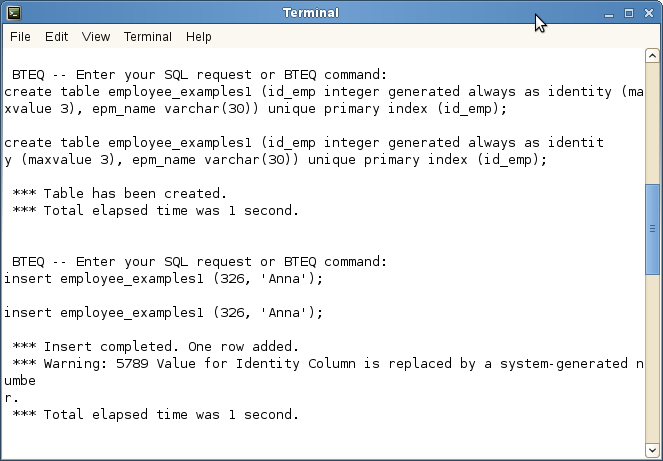 Terminal
File Edit View Terminal Help
BTEQ -- Enter your SQL request or BTEQ command:
create table employee_examples1 (id_emp integer generated always as identity (ma
xvalue 3), epm_name varchar(30)) unique primary index (id_emp);
create table employee_examples1 (id_emp integer generated always as identit
y (maxvalue 3), epm_name varchar(30)) unique primary index (id_emp);
*** Table has been created.
*** Total elapsed time was 1 second.
BTEQ -- Enter your SQL request or BTEQ command:
insert employee_examples1 (326, 'Anna');
insert employee_examples1 (326, 'Anna');
*** Insert completed. One row added.
*** Warning: 5789 Value for Identity Column is replaced by a system-generated n
umbe
r.
*** Total elapsed time was 1 second.